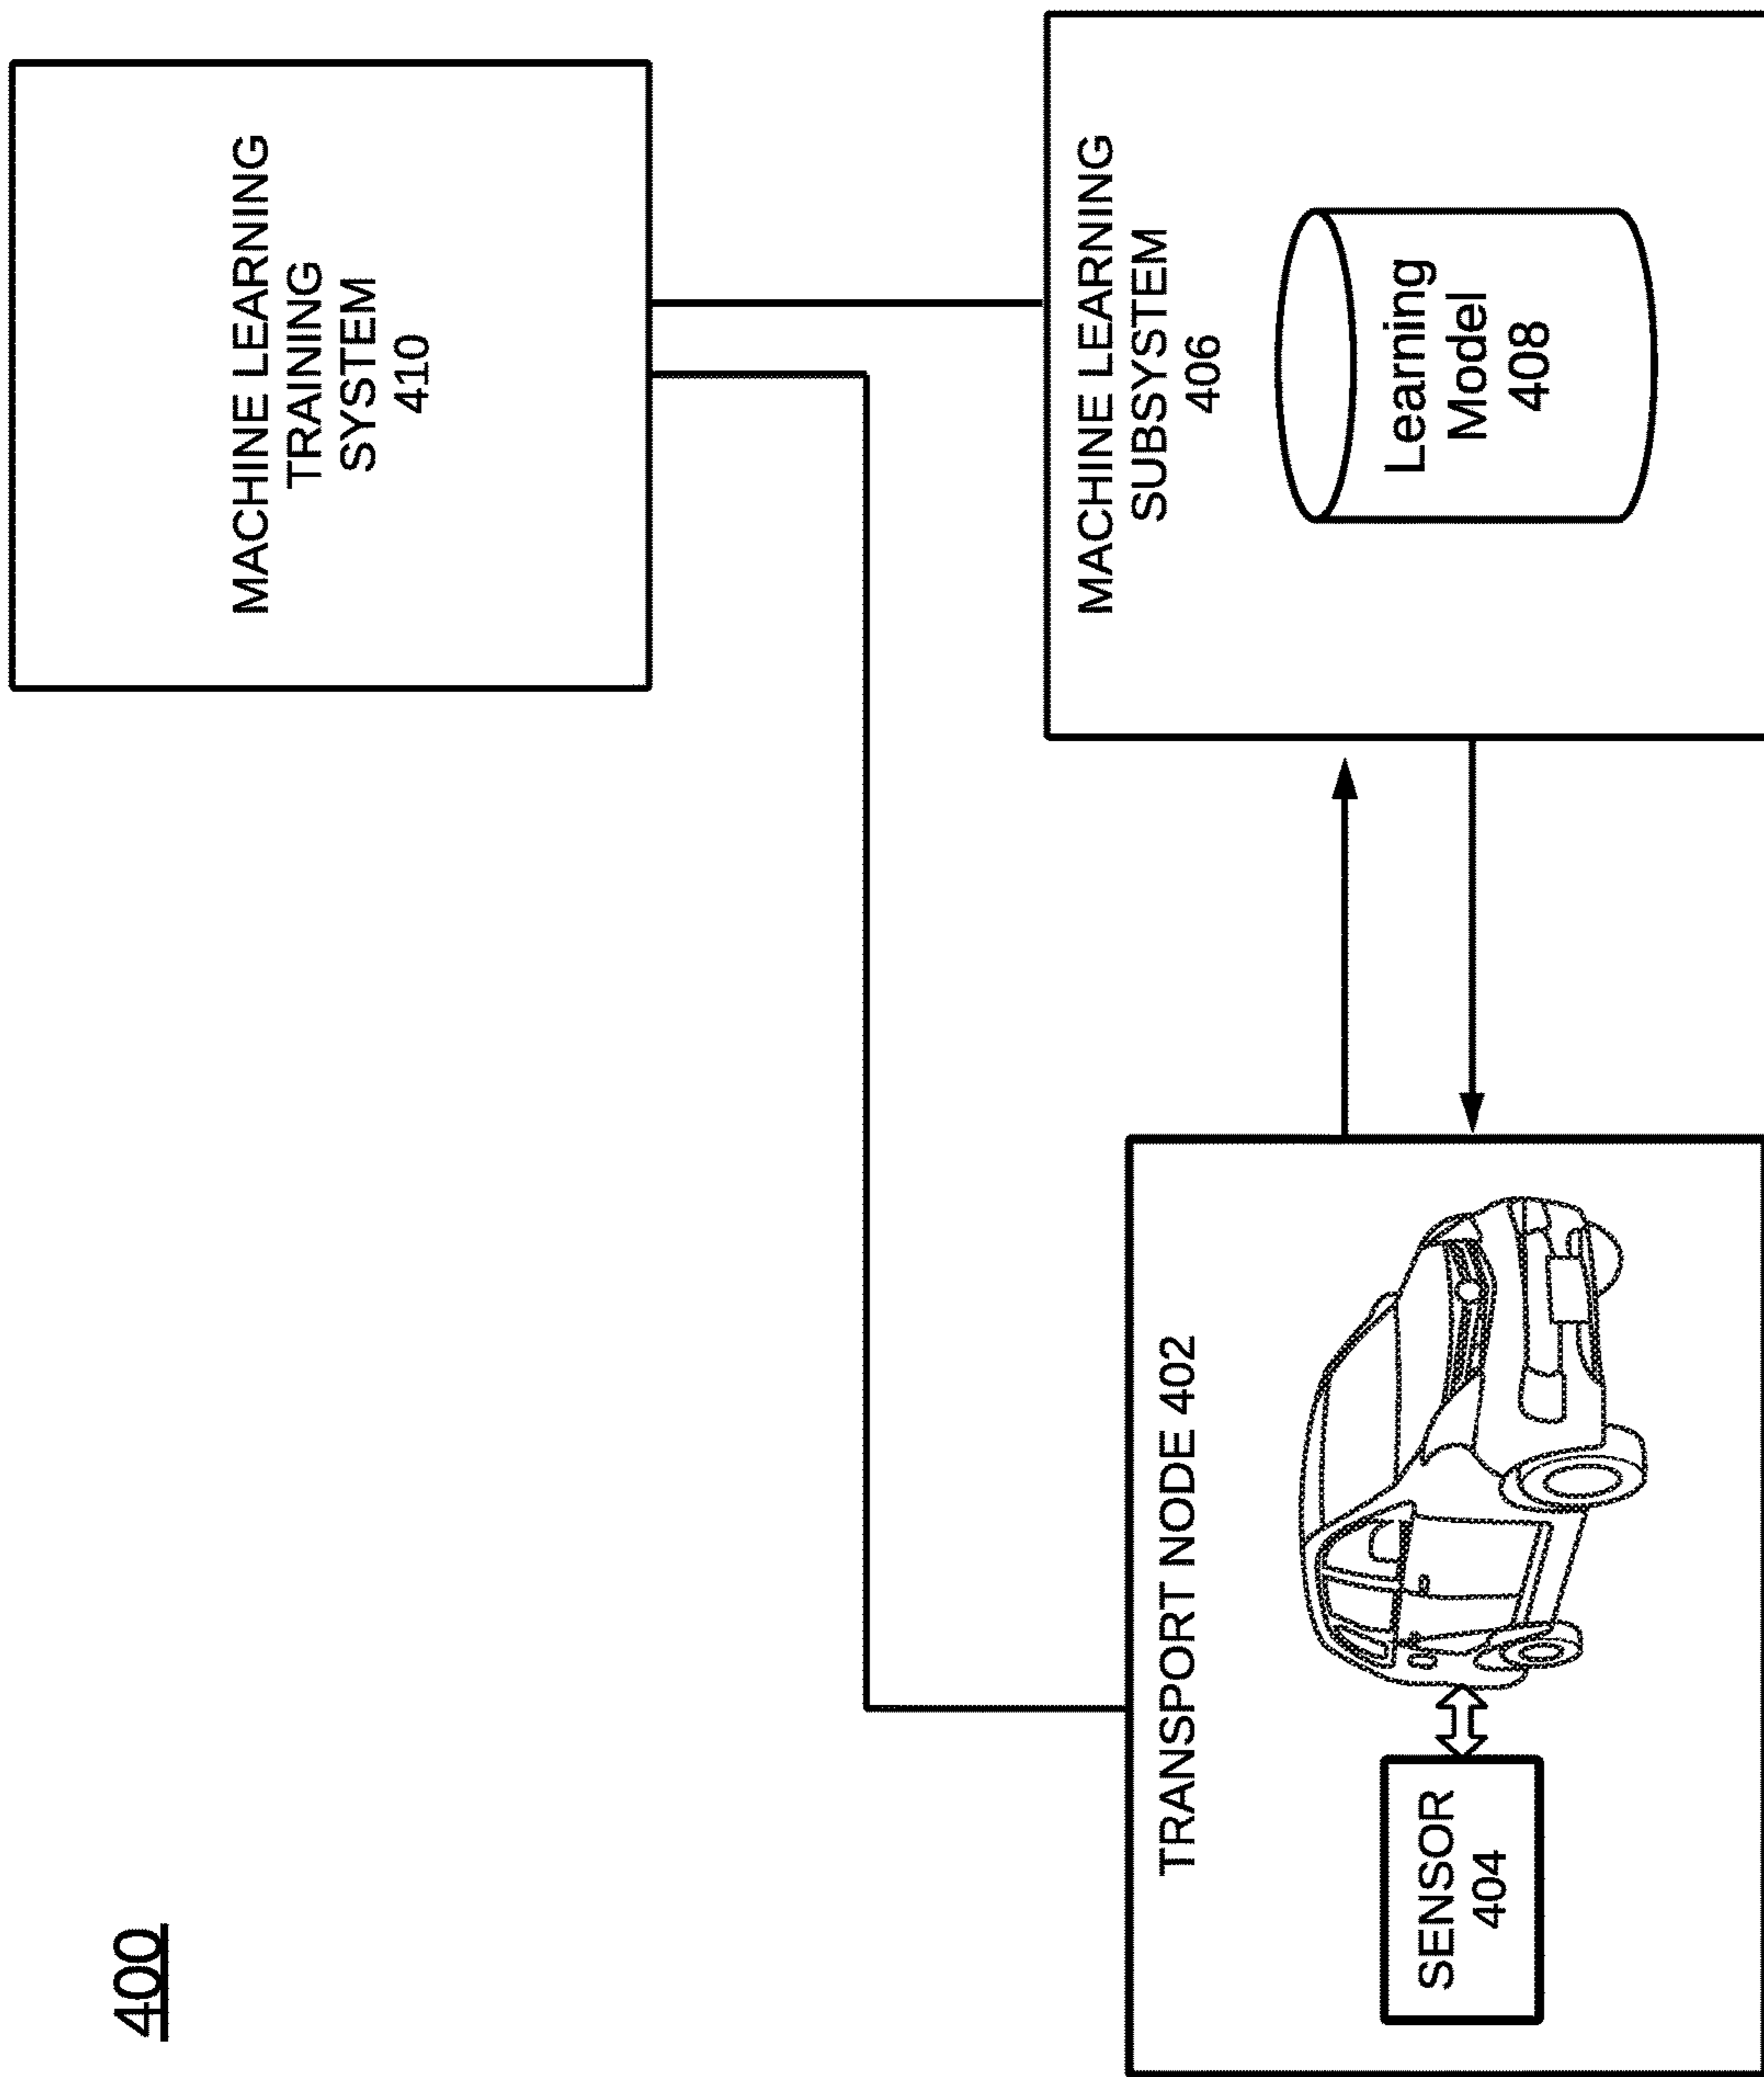 400
MACHINE LEARNING
TRAINING
SYSTEM
410
TRANSPORT NODE 402
SENSOR
404
MACHINE LEARNING
SUBSYSTEM
406
Learning
Model
408